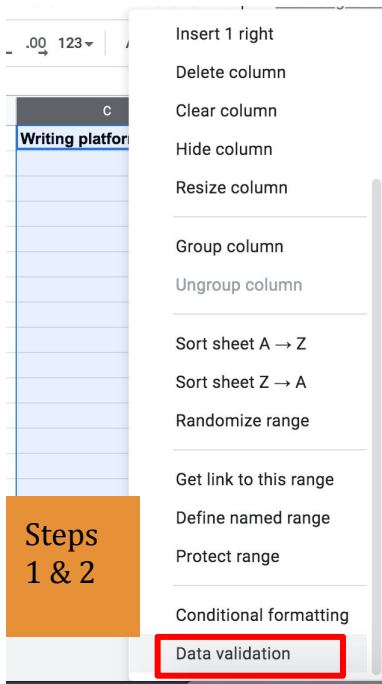 .00 123
Insert 1 right
Delete column
C
Clear column
Writing platfor
Hide column
Resize column
Group column
Ungroup column
Sort sheet A → Z
Sort sheet Z → A
Randomize range
Get link to this range
Define named range
Protect range
Steps
1 & 2
Conditional formatting
Data validation